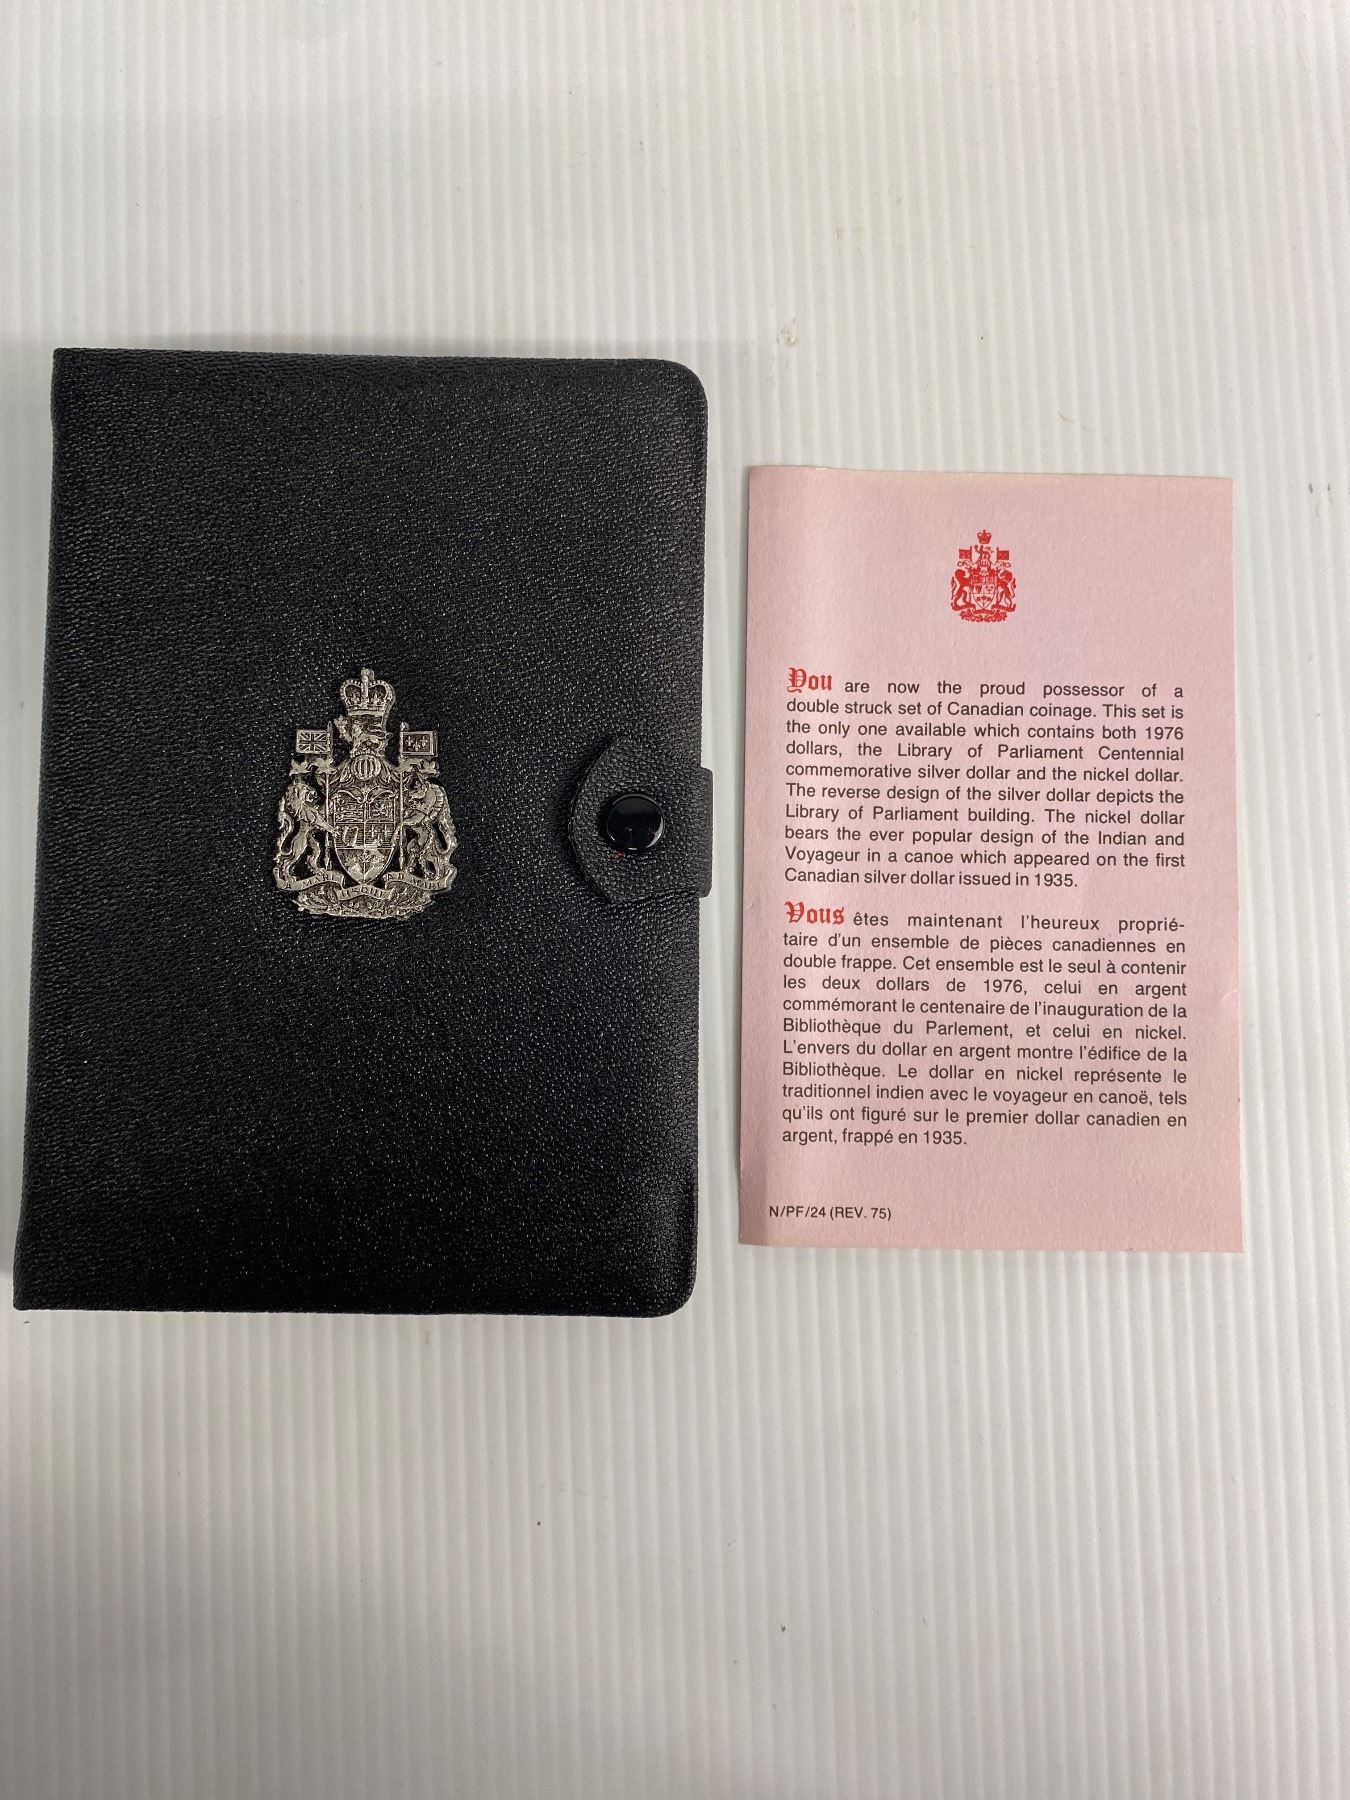 A MARI USQUE AD MARE
You are now the proud possessor of a
double struck set of Canadian coinage. This set is
the only one available which contains both 1976
dollars, the Library of Parliament Centennial
commemorative silver dollar and the nickel dollar.
The reverse design of the silver dollar depicts the
Library of Parliament building. The nickel dollar
bears the ever popular design of the Indian and
Voyageur in a canoe which appeared on the first
Canadian silver dollar issued in 1935.
Vous êtes maintenant l'heureux proprié-
taire d'un ensemble de pièces canadiennes en
double frappe. Cet ensemble est le seul à contenir
les deux dollars de 1976, celui en argent
commémorant le centenaire de l'inauguration de la
Bibliothèque du Parlement, et celui en nickel.
L'envers du dollar en argent montre l'édifice de la
Bibliothèque. Le dollar en nickel représente le
traditionnel indien avec le voyageur en canoë, tels
qu'ils ont figuré sur le premier dollar canadien en
argent, frappé en 1935.
N/PF/24 (REV. 75)